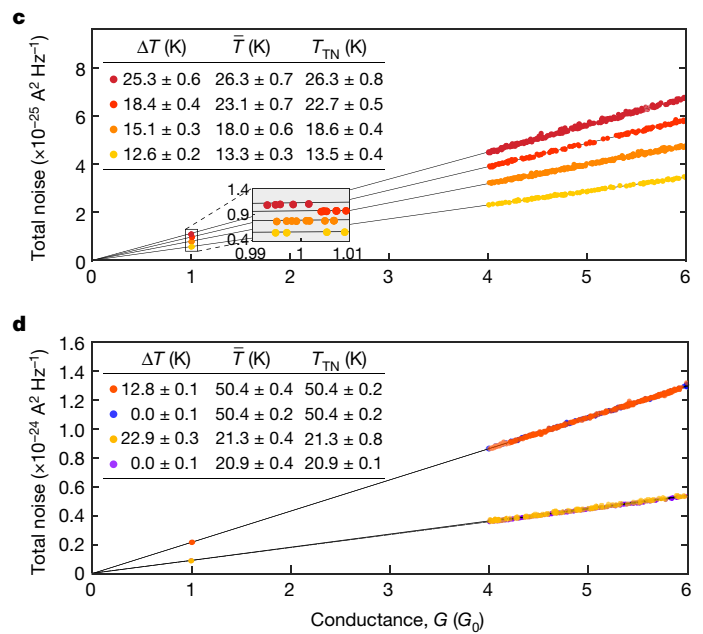 c
ΔT (K) T̅ (K) T_TN (K)
25.3 ± 0.6 26.3 ± 0.7 26.3 ± 0.8
18.4 ± 0.4 23.1 ± 0.7 22.7 ± 0.5
15.1 ± 0.3 18.0 ± 0.6 18.6 ± 0.4
12.6 ± 0.2 13.3 ± 0.3 13.5 ± 0.4
Total noise (×10⁻²⁵ A² Hz⁻¹)
8
6
4
2
0
1.4
0.9
0.4
0.99 1 1.01
0 1 2 3 4 5 6
d
ΔT (K) T̅ (K) T_TN (K)
12.8 ± 0.1 50.4 ± 0.4 50.4 ± 0.2
0.0 ± 0.1 50.4 ± 0.2 50.4 ± 0.2
22.9 ± 0.3 21.3 ± 0.4 21.3 ± 0.8
0.0 ± 0.1 20.9 ± 0.4 20.9 ± 0.1
Total noise (×10⁻²⁴ A² Hz⁻¹)
1.6
1.4
1.2
1.0
0.8
0.6
0.4
0.2
0
0 1 2 3 4 5 6
Conductance, G (G₀)